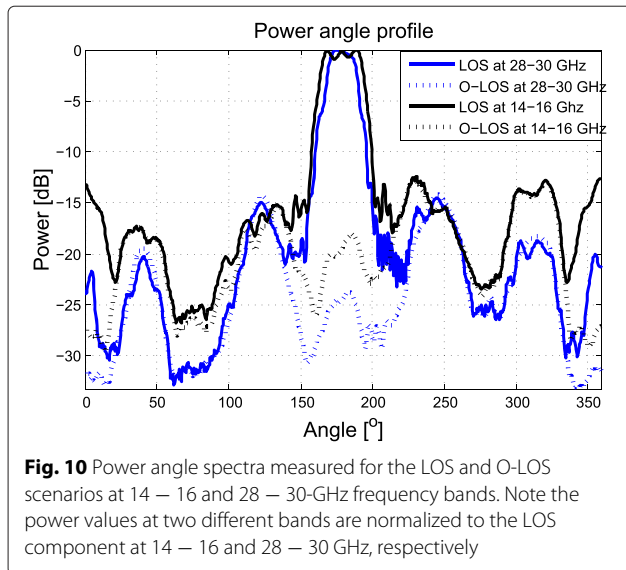 Power angle profile
LOS at 28−30 GHz
O−LOS at 28−30 GHz
LOS at 14−16 Ghz
O−LOS at 14−16 GHz
Power [dB]
0
−5
−10
−15
−20
−25
−30
0 50 100 150 200 250 300 350
Angle [o]
Fig. 10 Power angle spectra measured for the LOS and O-LOS
scenarios at 14 − 16 and 28 − 30-GHz frequency bands. Note the
power values at two different bands are normalized to the LOS
component at 14 − 16 and 28 − 30 GHz, respectively